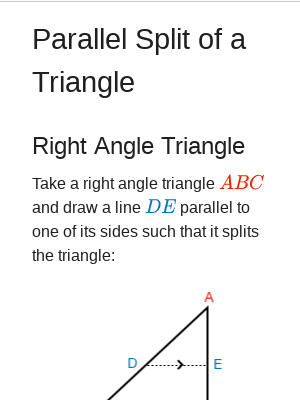 Parallel Split of a
Triangle
Right Angle Triangle
Take a right angle triangle ABC
and draw a line DE parallel to
one of its sides such that it splits
the triangle:
A
D E